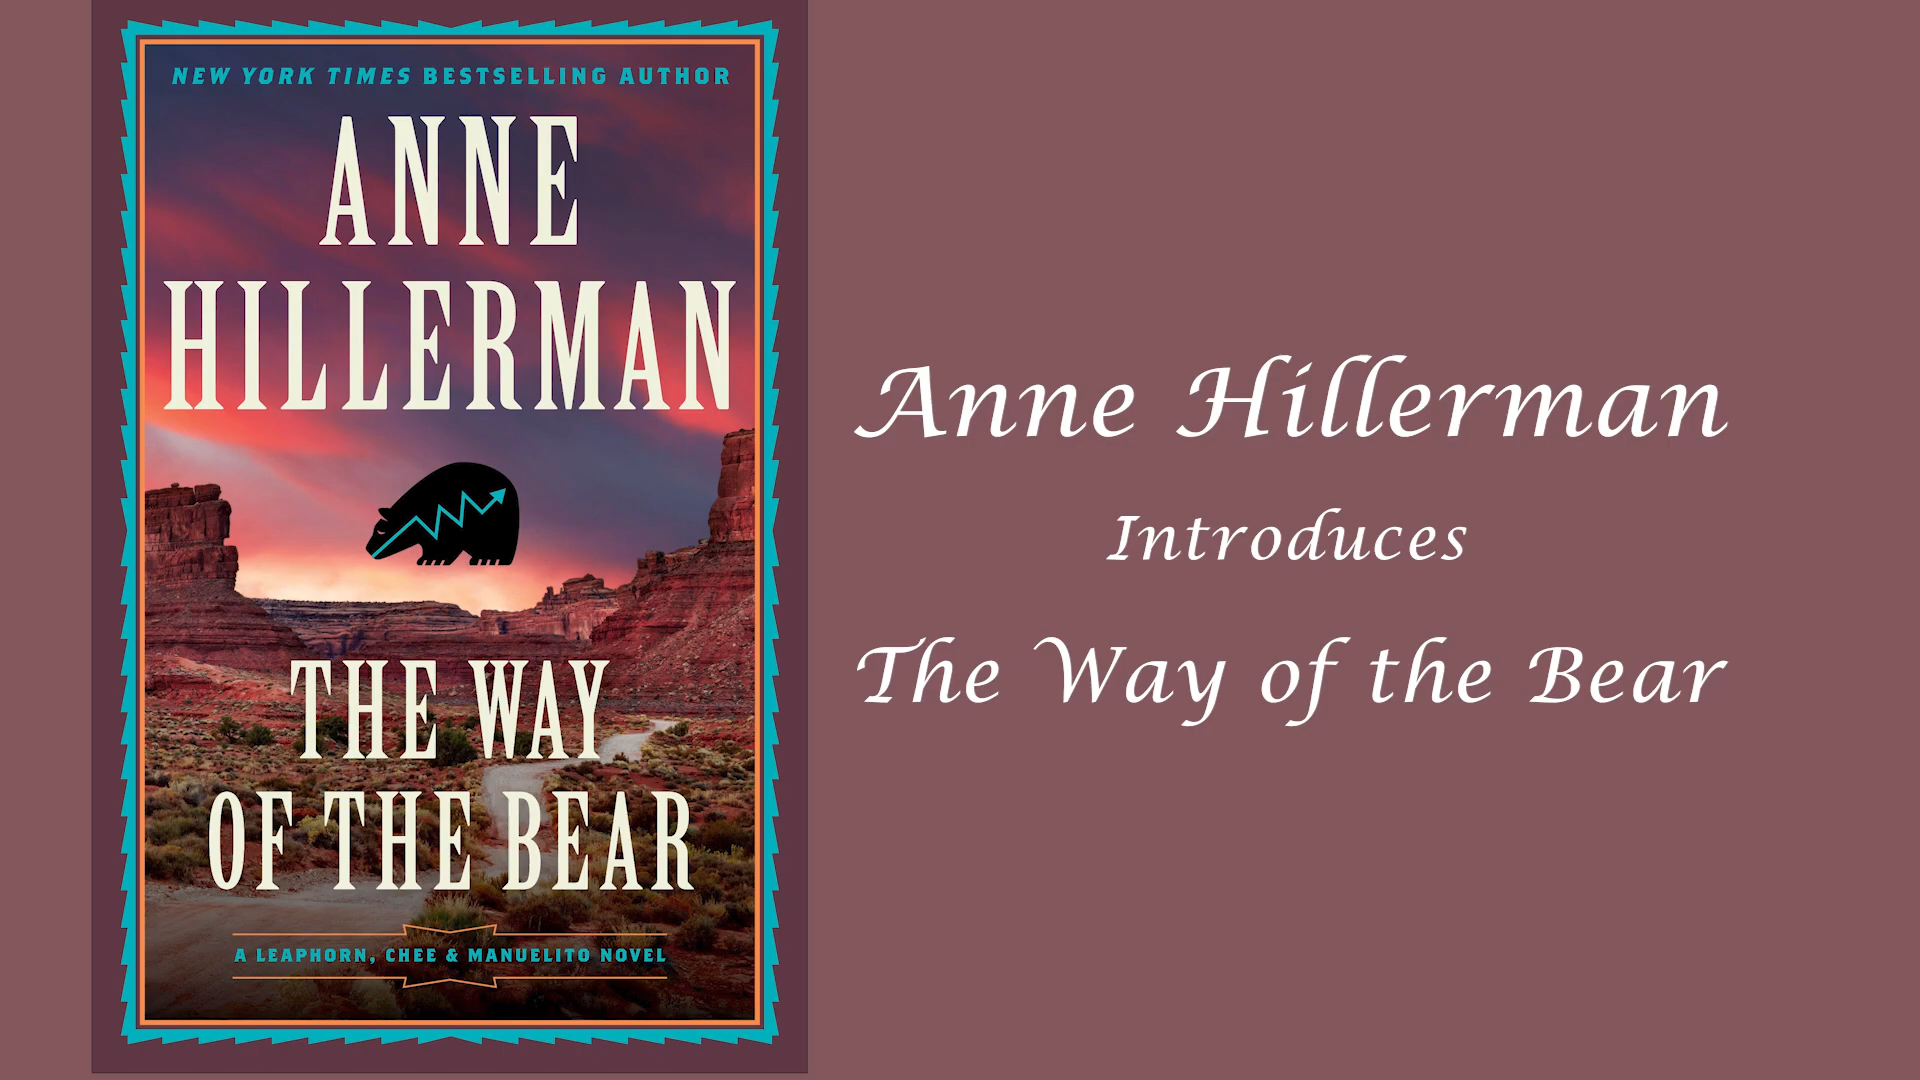 NEW YORK TIMES BESTSELLING AUTHOR
ANNE
HILLERMAN
THE WAY
OF THE BEAR
A LEAPHORN, CHEE & MANUELITO NOVEL
Anne Hillerman
Introduces
The Way of the Bear